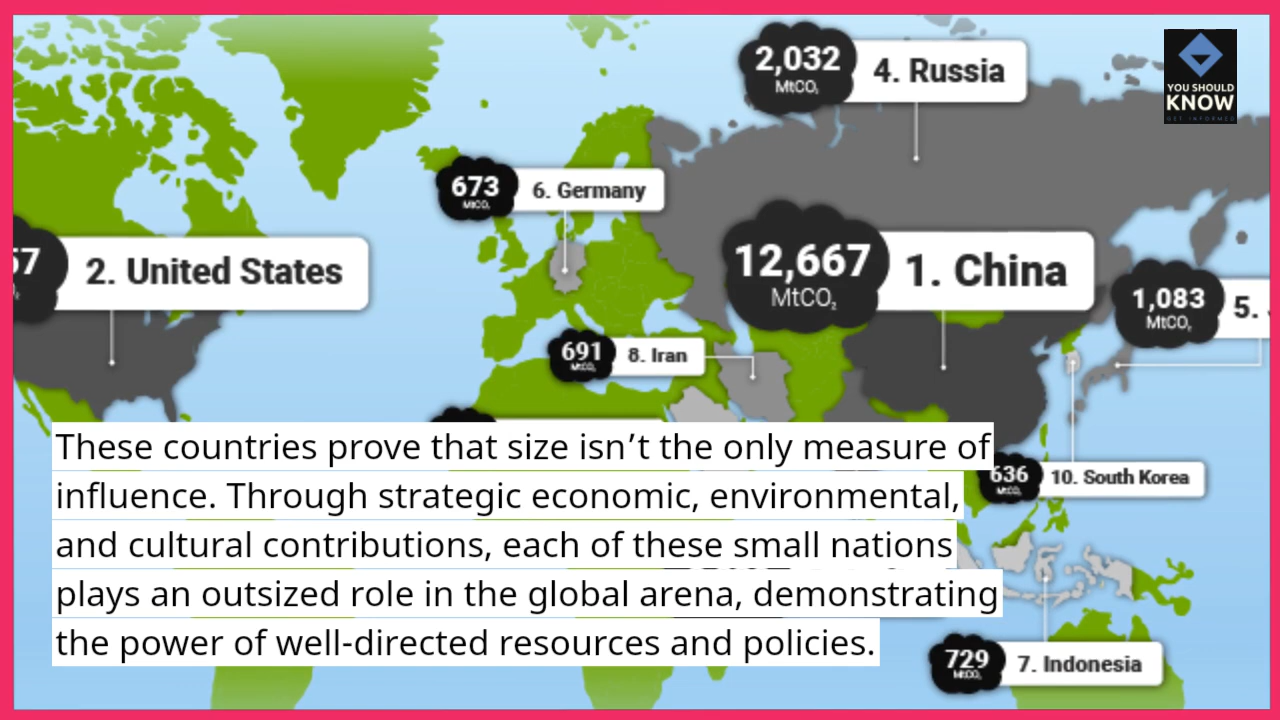 2,032
MtCO₂
4. Russia
YOU SHOULD
KNOW
GET INFORMED
673
MtCO₂
6. Germany
57
2. United States
12,667
MtCO₂
1. China
1,083
MtCO₂
5.
691
MtCO₂
8. Iran
These countries prove that size isn’t the only measure of
influence. Through strategic economic, environmental,
and cultural contributions, each of these small nations
plays an outsized role in the global arena, demonstrating
the power of well-directed resources and policies.
636
MtCO₂
10. South Korea
729
MtCO₂
7. Indonesia